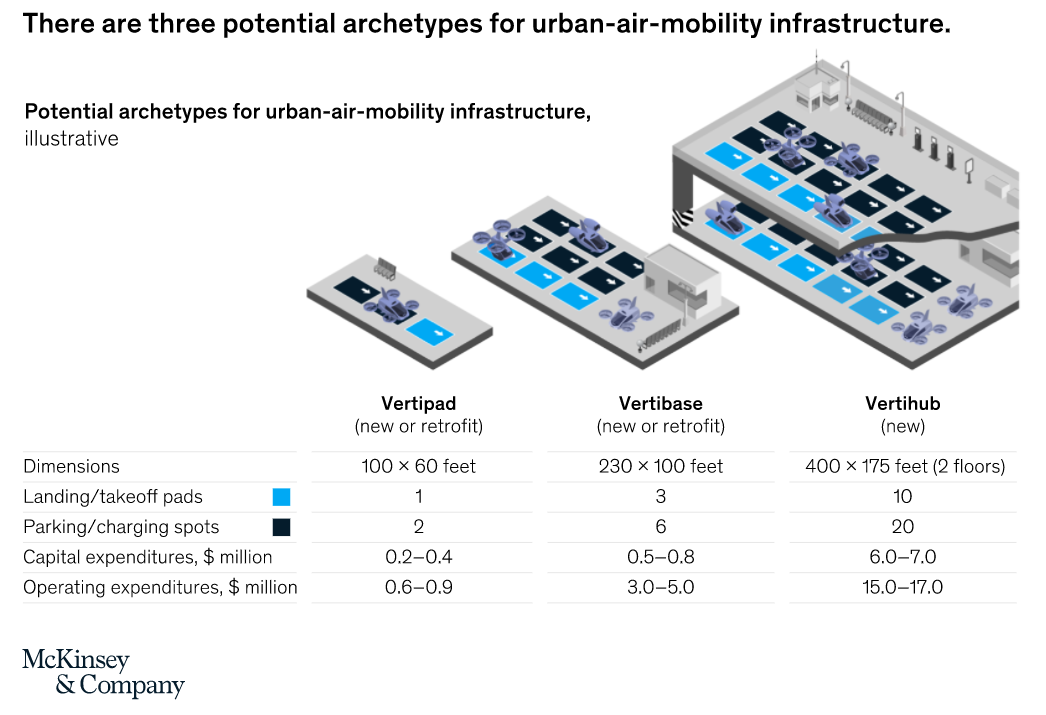 There are three potential archetypes for urban-air-mobility infrastructure.
Potential archetypes for urban-air-mobility infrastructure,
illustrative
Vertipad Vertibase Vertihub
(new or retrofit) (new or retrofit) (new)
Dimensions 100 × 60 feet 230 × 100 feet 400 × 175 feet (2 floors)
Landing/takeoff pads 1 3 10
Parking/charging spots 2 6 20
Capital expenditures, $ million 0.2–0.4 0.5–0.8 6.0–7.0
Operating expenditures, $ million 0.6–0.9 3.0–5.0 15.0–17.0
McKinsey
& Company